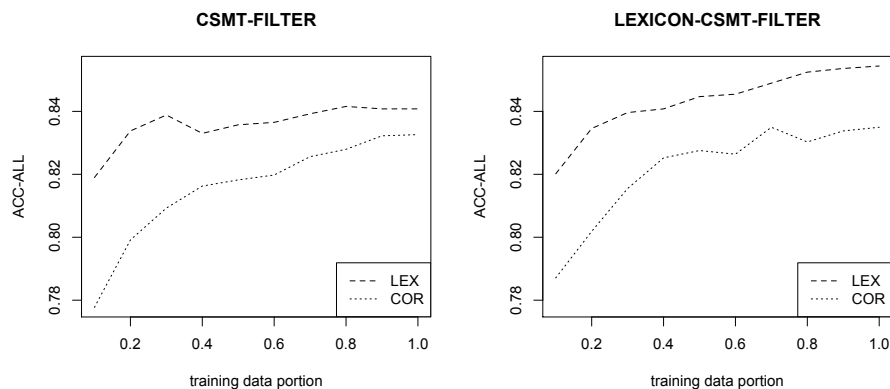 CSMT-FILTER
ACC-ALL
0.84
0.82
0.80
0.78
LEX
COR
0.2 0.4 0.6 0.8 1.0
training data portion
LEXICON-CSMT-FILTER
ACC-ALL
0.84
0.82
0.80
0.78
LEX
COR
0.2 0.4 0.6 0.8 1.0
training data portion